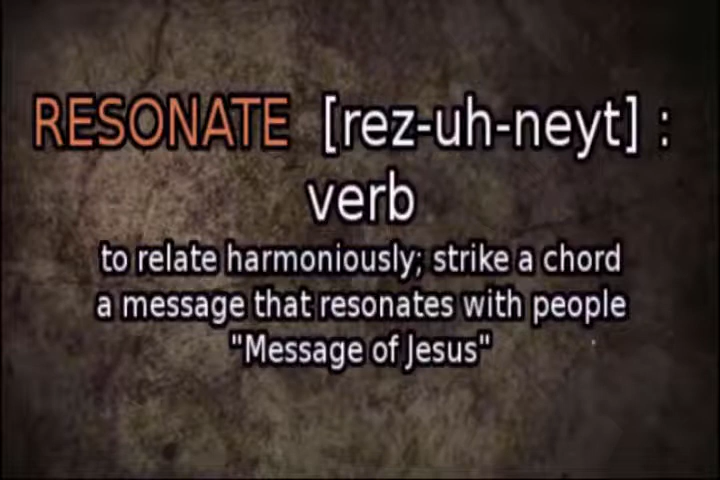 RESONATE [rez-uh-neyt] :
verb
to relate harmoniously; strike a chord
a message that resonates with people
"Message of Jesus"